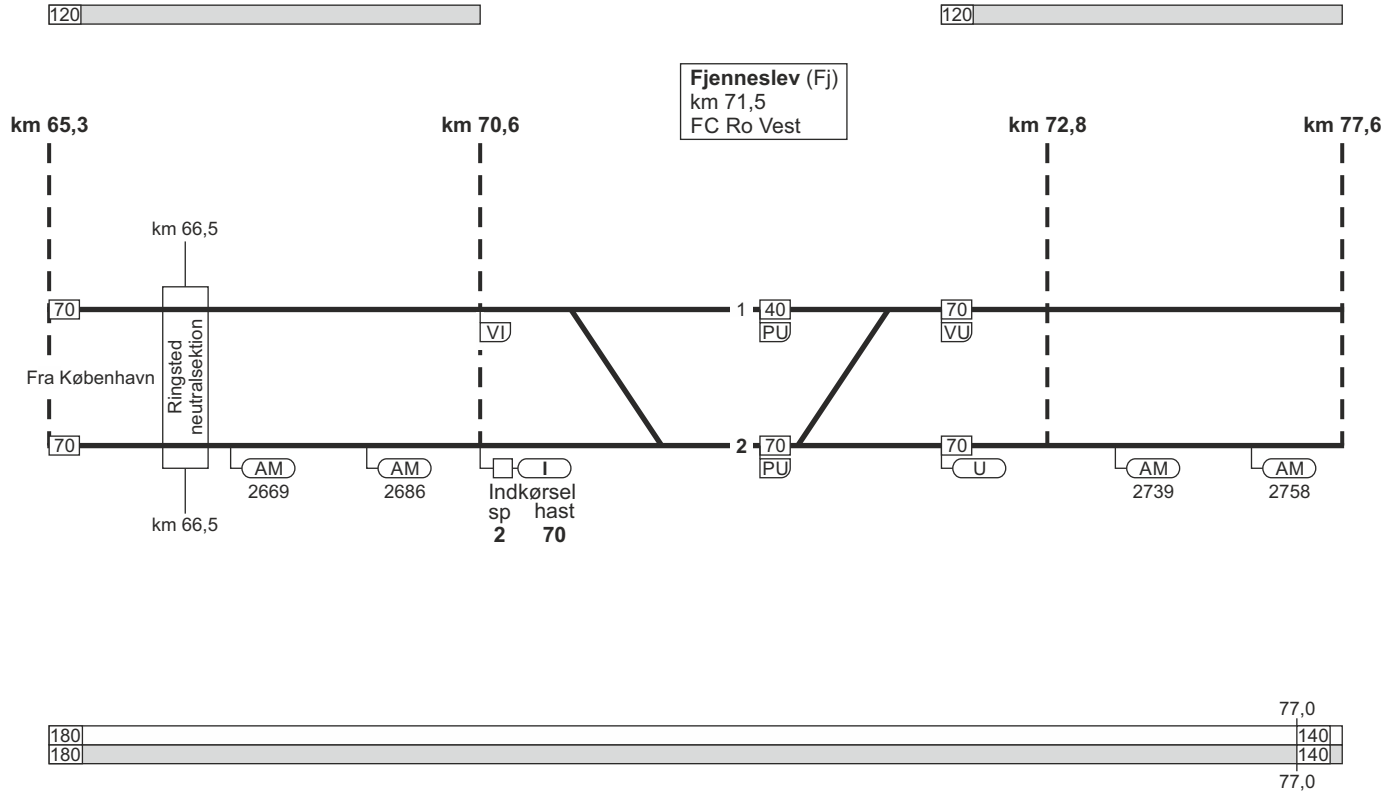 120
120
Fjenneslev (Fj)
km 71,5
FC Ro Vest
km 65,3
km 70,6
km 72,8
km 77,6
km 66,5
70
1
40
70
VI
PU
VU
Fra København
Ringsted
neutralsektion
70
2
70
70
AM
2669
AM
2686
I
PU
U
AM
2739
AM
2758
Indkørsel
sp hast
2 70
km 66,5
77,0
180
140
180
140
77,0